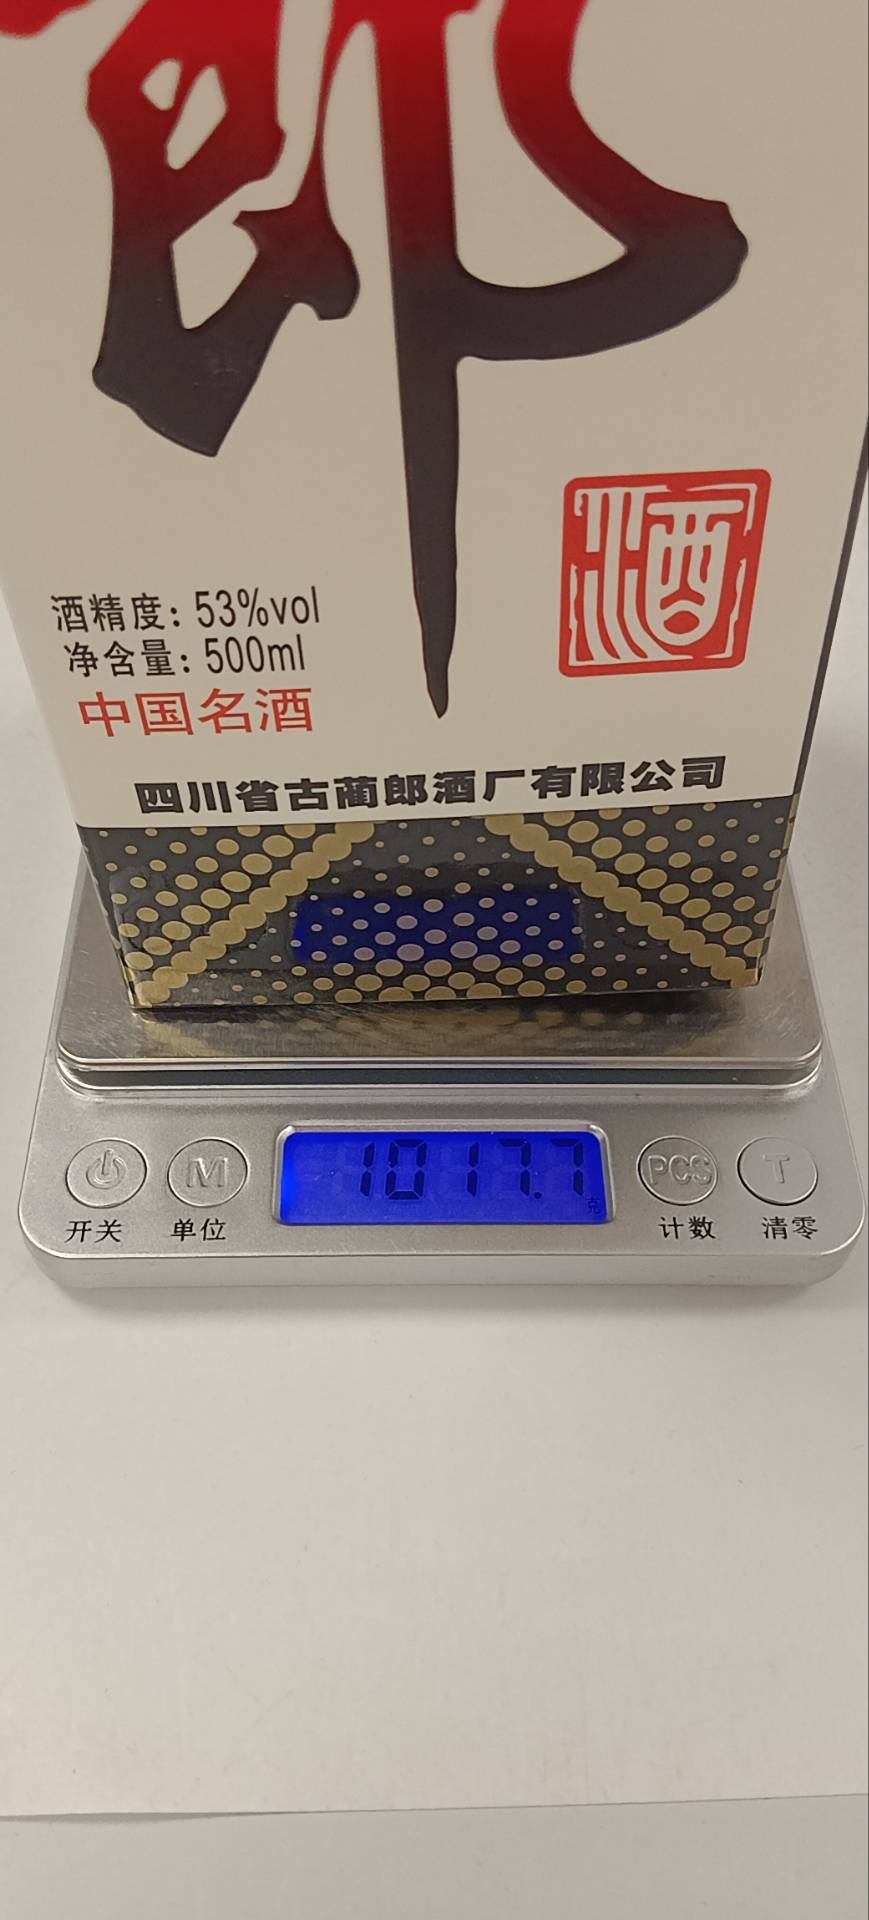 郎
酒
酒精度: 53%vol
净含量: 500ml
中国名酒
四川省古蔺郎酒厂有限公司
1017.7
克
M PCS T
开关 单位 计数 清零